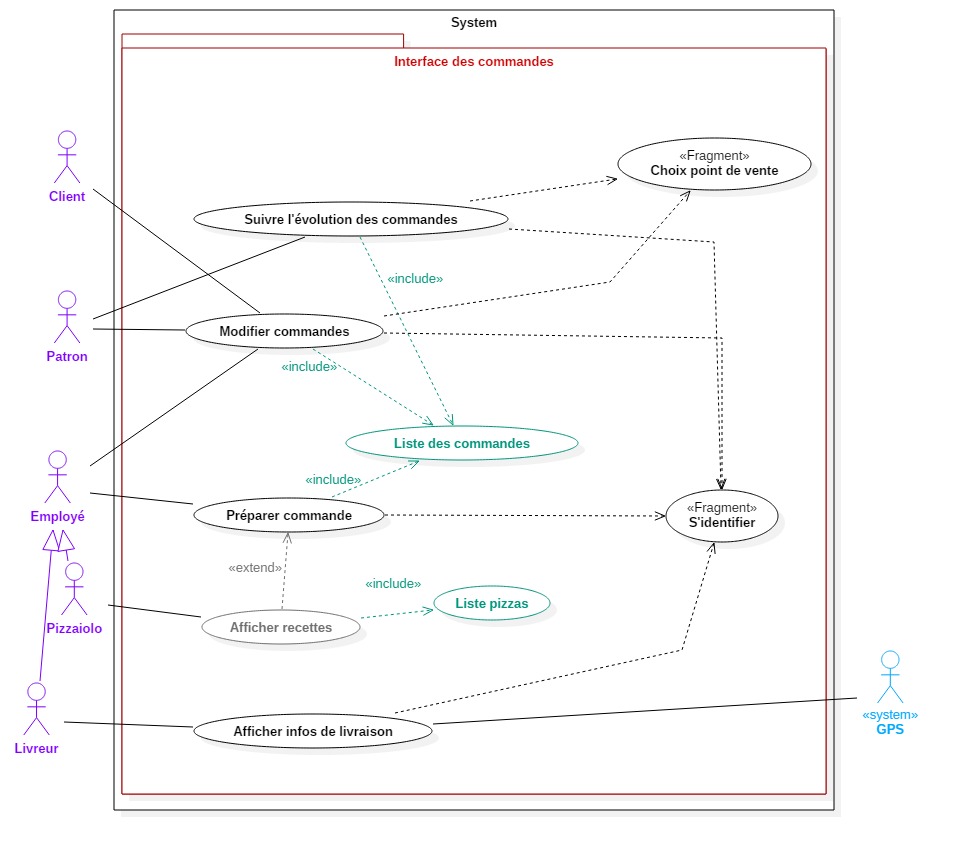 System
Interface des commandes
Client
«Fragment»
Choix point de vente
Suivre l'évolution des commandes
«include»
Patron
Modifier commandes
«include»
Liste des commandes
«include»
Employé
Préparer commande
«Fragment»
S'identifier
«extend»
«include»
Liste pizzas
Pizzaiolo
Afficher recettes
Livreur
Afficher infos de livraison
«system»
GPS